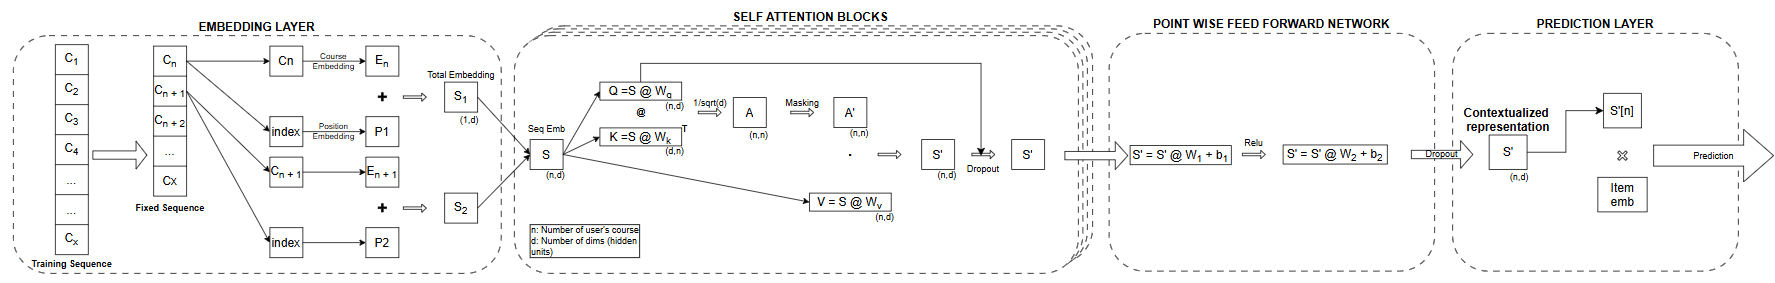 EMBEDDING LAYER
C1
C2
C3
C4
...
...
Cx
Training Sequence
Cn
Cn + 1
Cn + 2
...
Cx
Fixed Sequence
Cn
Course
Embedding
En
+
index
Position
Embedding
P1
Cn + 1
En + 1
+
index
P2
Total Embedding
S1
(1,d)
S2
SELF ATTENTION BLOCKS
Seq Emb
S
(n,d)
Q =S @ Wq
(n,d)
@
K =S @ Wk
T
(d,n)
1/sqrt(d)
A
(n,n)
Masking
A'
(n,n)
.
V = S @ Wv
(n,d)
S'
(n,d)
Dropout
S'
n: Number of user's course
d: Number of dims (hidden
units)
POINT WISE FEED FORWARD NETWORK
S' = S' @ W1 + b1
Relu
S' = S' @ W2 + b2
Dropout
PREDICTION LAYER
Contextualized
representation
S'
(n,d)
S'[n]
Item
emb
Prediction